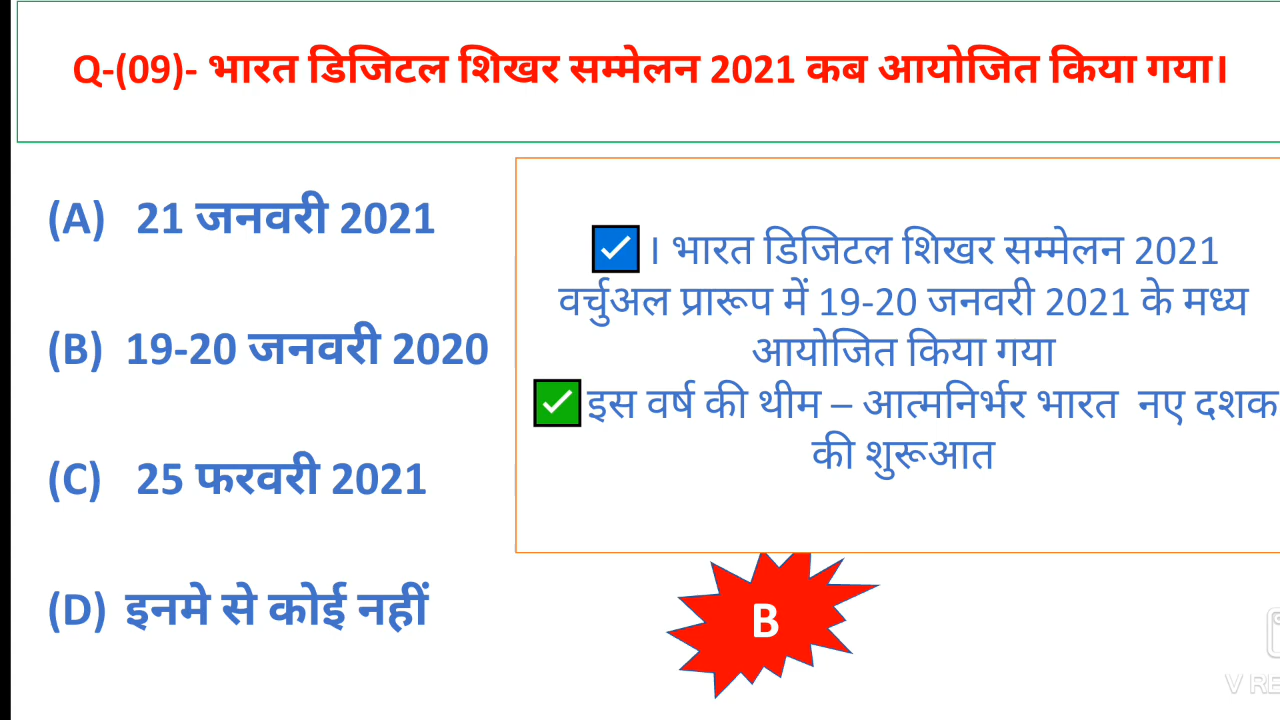 Q-(09)- भारत डिजिटल शिखर सम्मेलन 2021 कब आयोजित किया गया।
(A) 21 जनवरी 2021
(B) 19-20 जनवरी 2020
(C) 25 फरवरी 2021
(D) इनमे से कोई नहीं
। भारत डिजिटल शिखर सम्मेलन 2021
वर्चुअल प्रारूप में 19-20 जनवरी 2021 के मध्य
आयोजित किया गया
इस वर्ष की थीम – आत्मनिर्भर भारत नए दशक
की शुरूआत
B
V RE